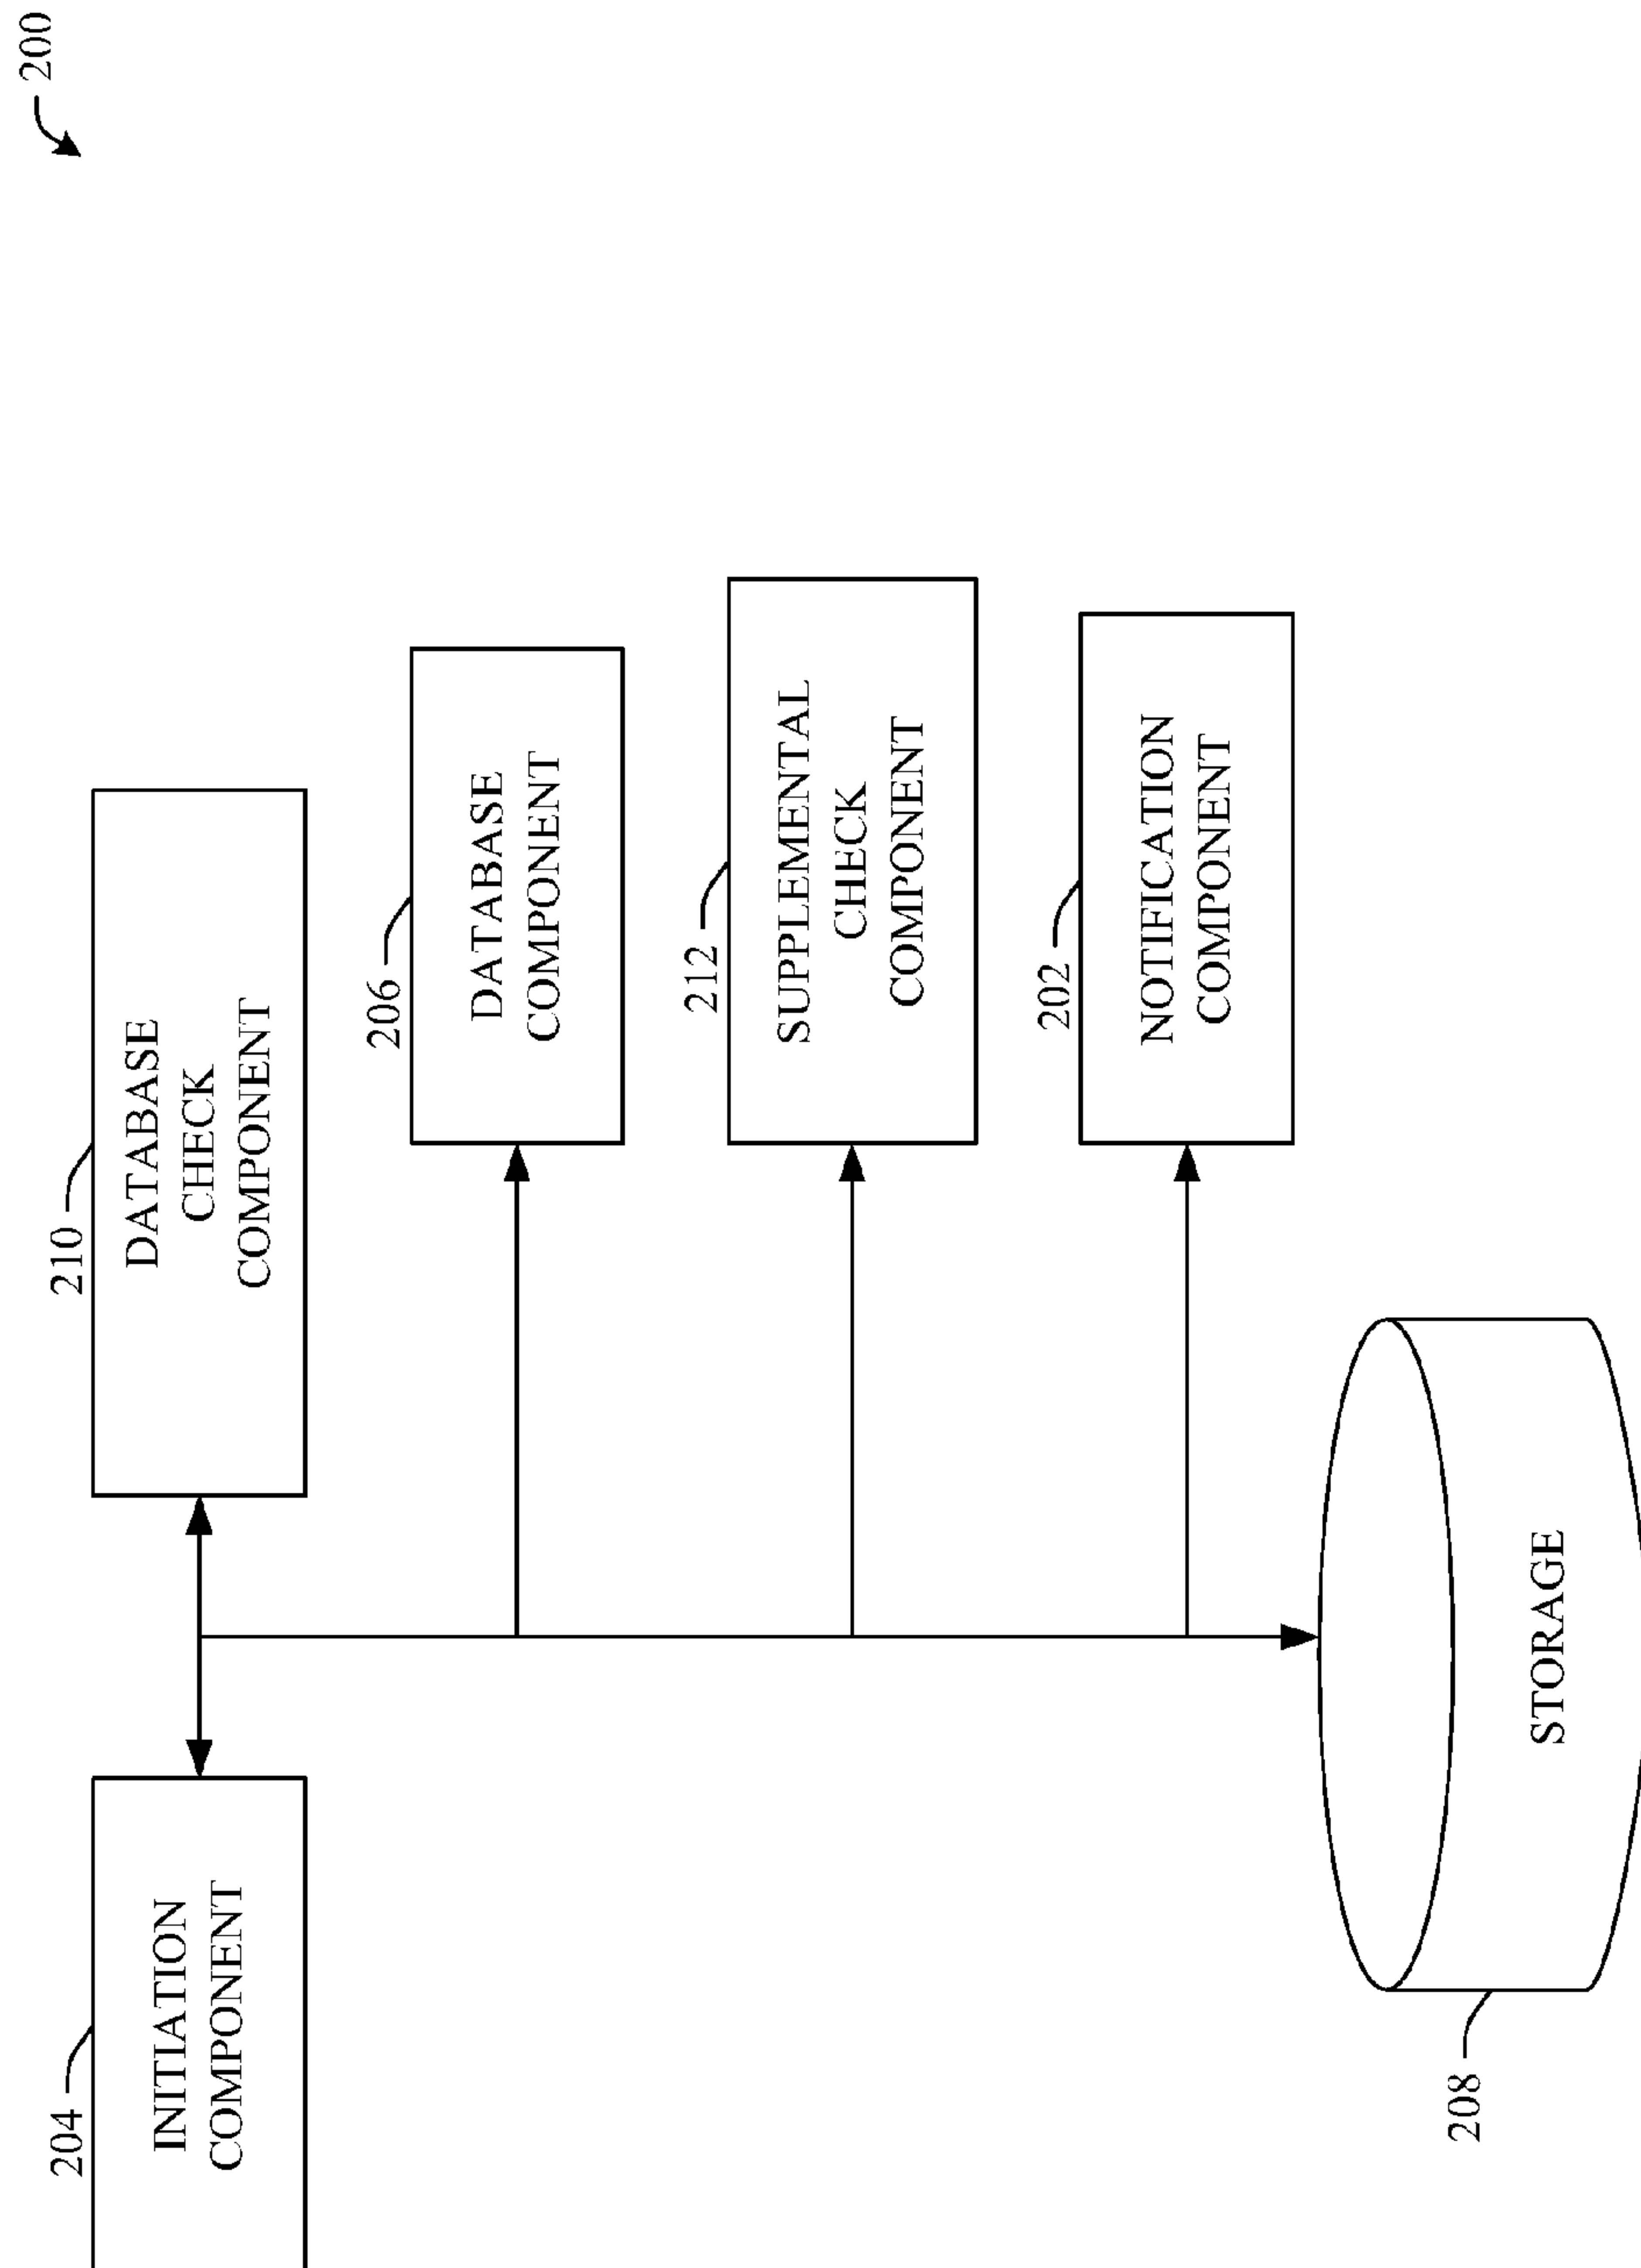 200
210
DATABASE
CHECK
COMPONENT
204
INITIATION
COMPONENT
206
DATABASE
COMPONENT
212
SUPPLEMENTAL
CHECK
COMPONENT
202
NOTIFICATION
COMPONENT
208
STORAGE